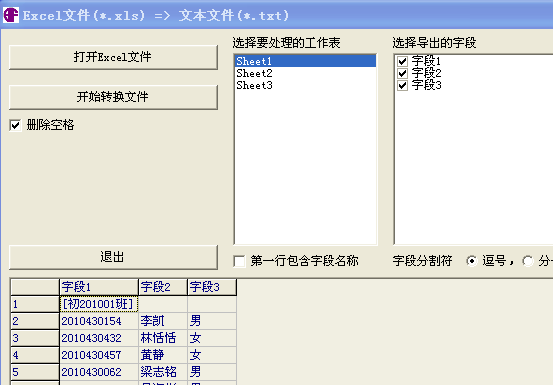 Excel文件(*.xls) => 文本文件(*.txt)
打开Excel文件
开始转换文件
删除空格
退出
选择要处理的工作表
Sheet1
Sheet2
Sheet3
第一行包含字段名称
选择导出的字段
字段1
字段2
字段3
字段分割符 逗号，
字段1 字段2 字段3
1 [初201001班]
2 2010430154 李凯 男
3 2010430432 林恬恬 女
4 2010430457 黄静 女
5 2010430062 梁志铭 男